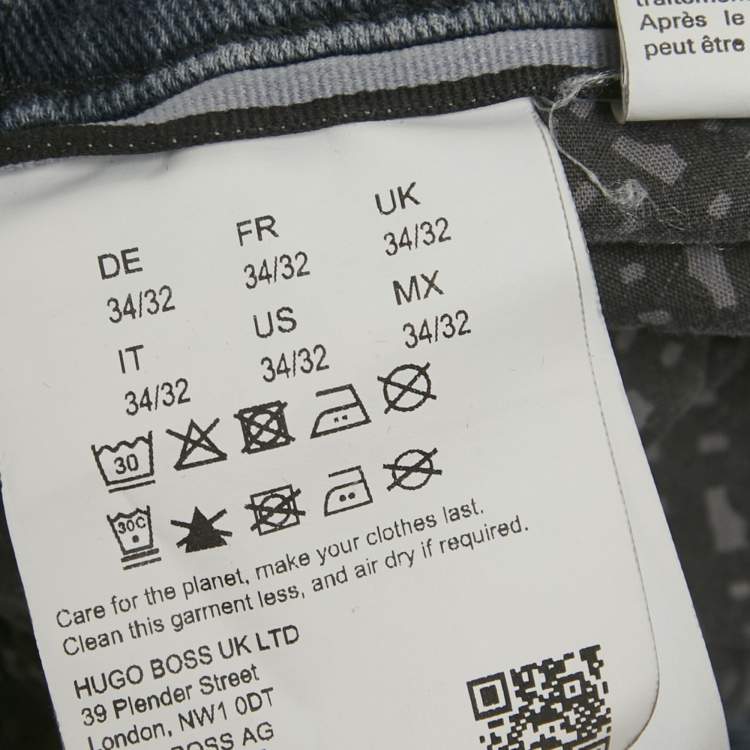 Après le
peut être
DE FR UK
34/32 34/32 34/32
IT US MX
34/32 34/32 34/32
30
30C
Care for the planet, make your clothes last.
Clean this garment less, and air dry if required.
HUGO BOSS UK LTD
39 Plender Street
London, NW1 0DT
BOSS AG